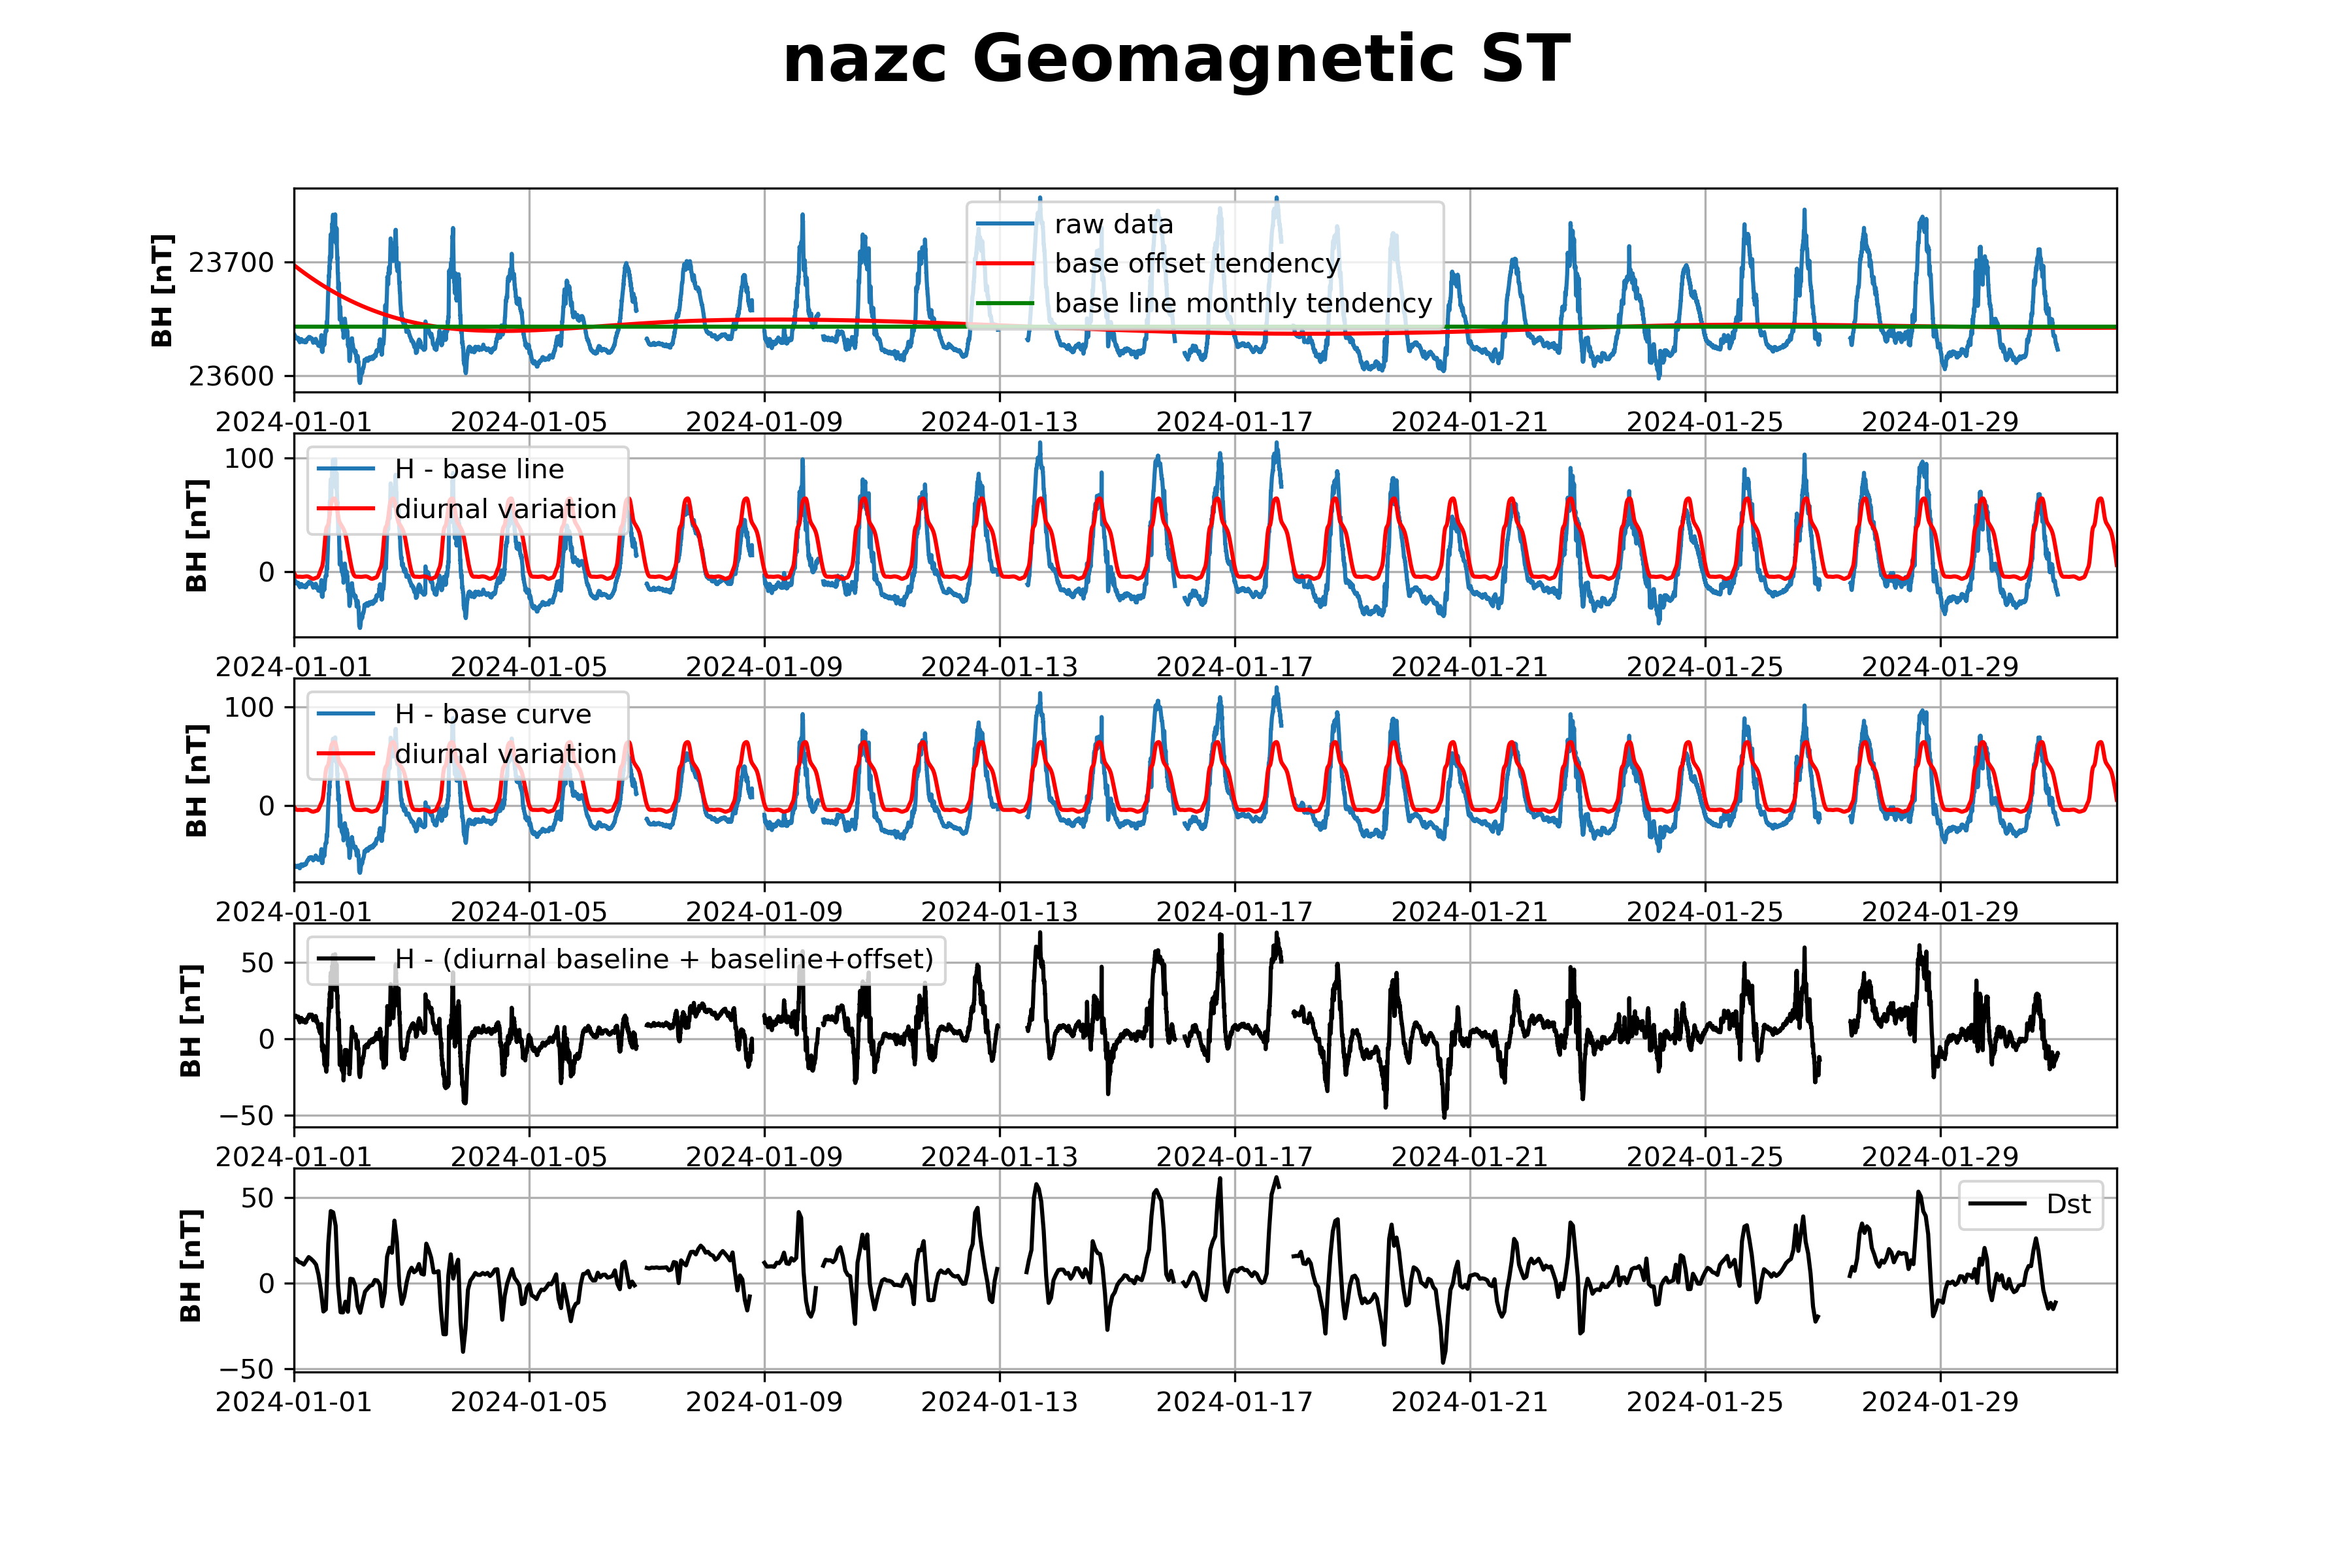 nazc Geomagnetic ST
BH [nT]
23700
23600
raw data
base offset tendency
base line monthly tendency
2024-01-01 2024-01-05 2024-01-09 2024-01-13 2024-01-17 2024-01-21 2024-01-25 2024-01-29
BH [nT]
100
0
H - base line
diurnal variation
2024-01-01 2024-01-05 2024-01-09 2024-01-13 2024-01-17 2024-01-21 2024-01-25 2024-01-29
BH [nT]
100
0
H - base curve
diurnal variation
2024-01-01 2024-01-05 2024-01-09 2024-01-13 2024-01-17 2024-01-21 2024-01-25 2024-01-29
BH [nT]
50
0
−50
H - (diurnal baseline + baseline+offset)
2024-01-01 2024-01-05 2024-01-09 2024-01-13 2024-01-17 2024-01-21 2024-01-25 2024-01-29
BH [nT]
50
0
−50
Dst
2024-01-01 2024-01-05 2024-01-09 2024-01-13 2024-01-17 2024-01-21 2024-01-25 2024-01-29